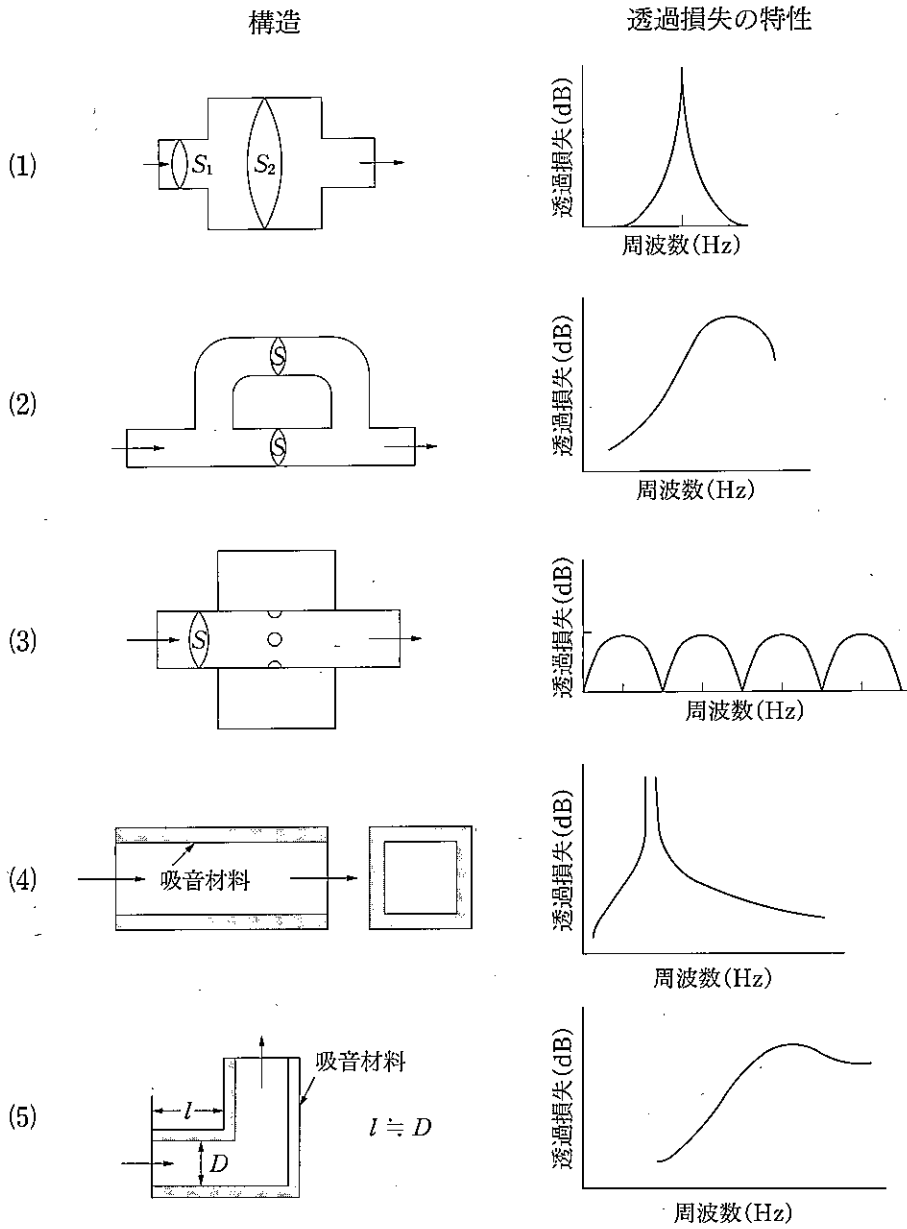 構造
透過損失の特性
(1)
S₁
S₂
透過損失(dB)
周波数(Hz)
(2)
S
S
透過損失(dB)
周波数(Hz)
(3)
S
透過損失(dB)
周波数(Hz)
(4)
吸音材料
透過損失(dB)
周波数(Hz)
(5)
l
D
吸音材料
l≒D
透過損失(dB)
周波数(Hz)